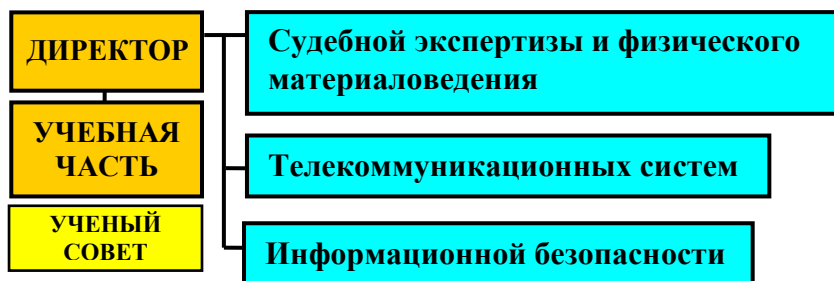 ДИРЕКТОР
УЧЕБНАЯ
ЧАСТЬ
УЧЕНЫЙ
СОВЕТ
Судебной экспертизы и физического
материаловедения
Телекоммуникационных систем
Информационной безопасности